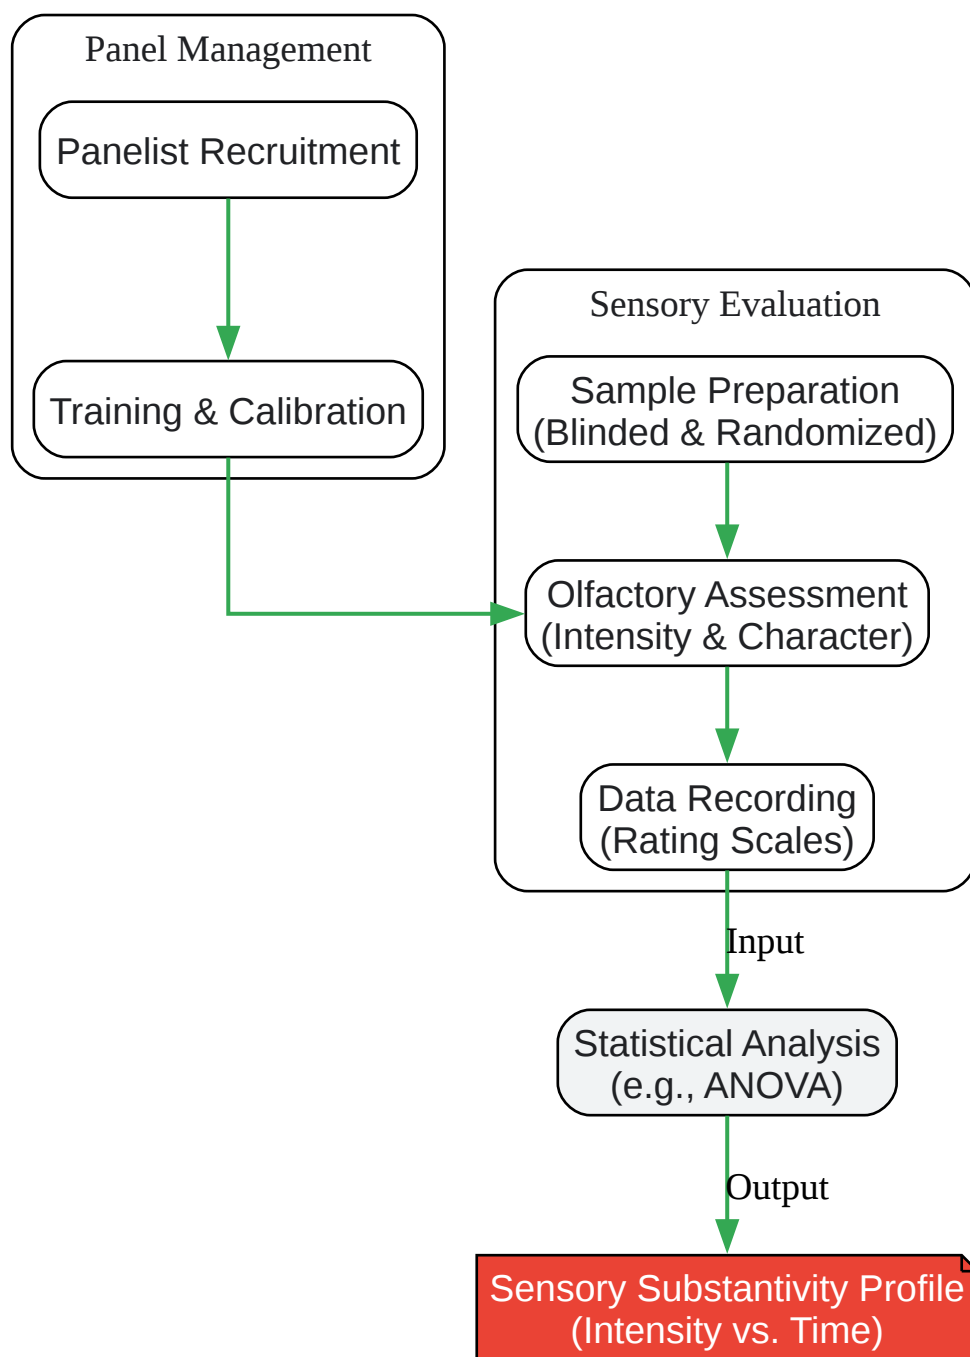 Panel Management
Panelist Recruitment
Training & Calibration
Sensory Evaluation
Sample Preparation
(Blinded & Randomized)
Olfactory Assessment
(Intensity & Character)
Data Recording
(Rating Scales)
Input
Statistical Analysis
(e.g., ANOVA)
Output
Sensory Substantivity Profile
(Intensity vs. Time)